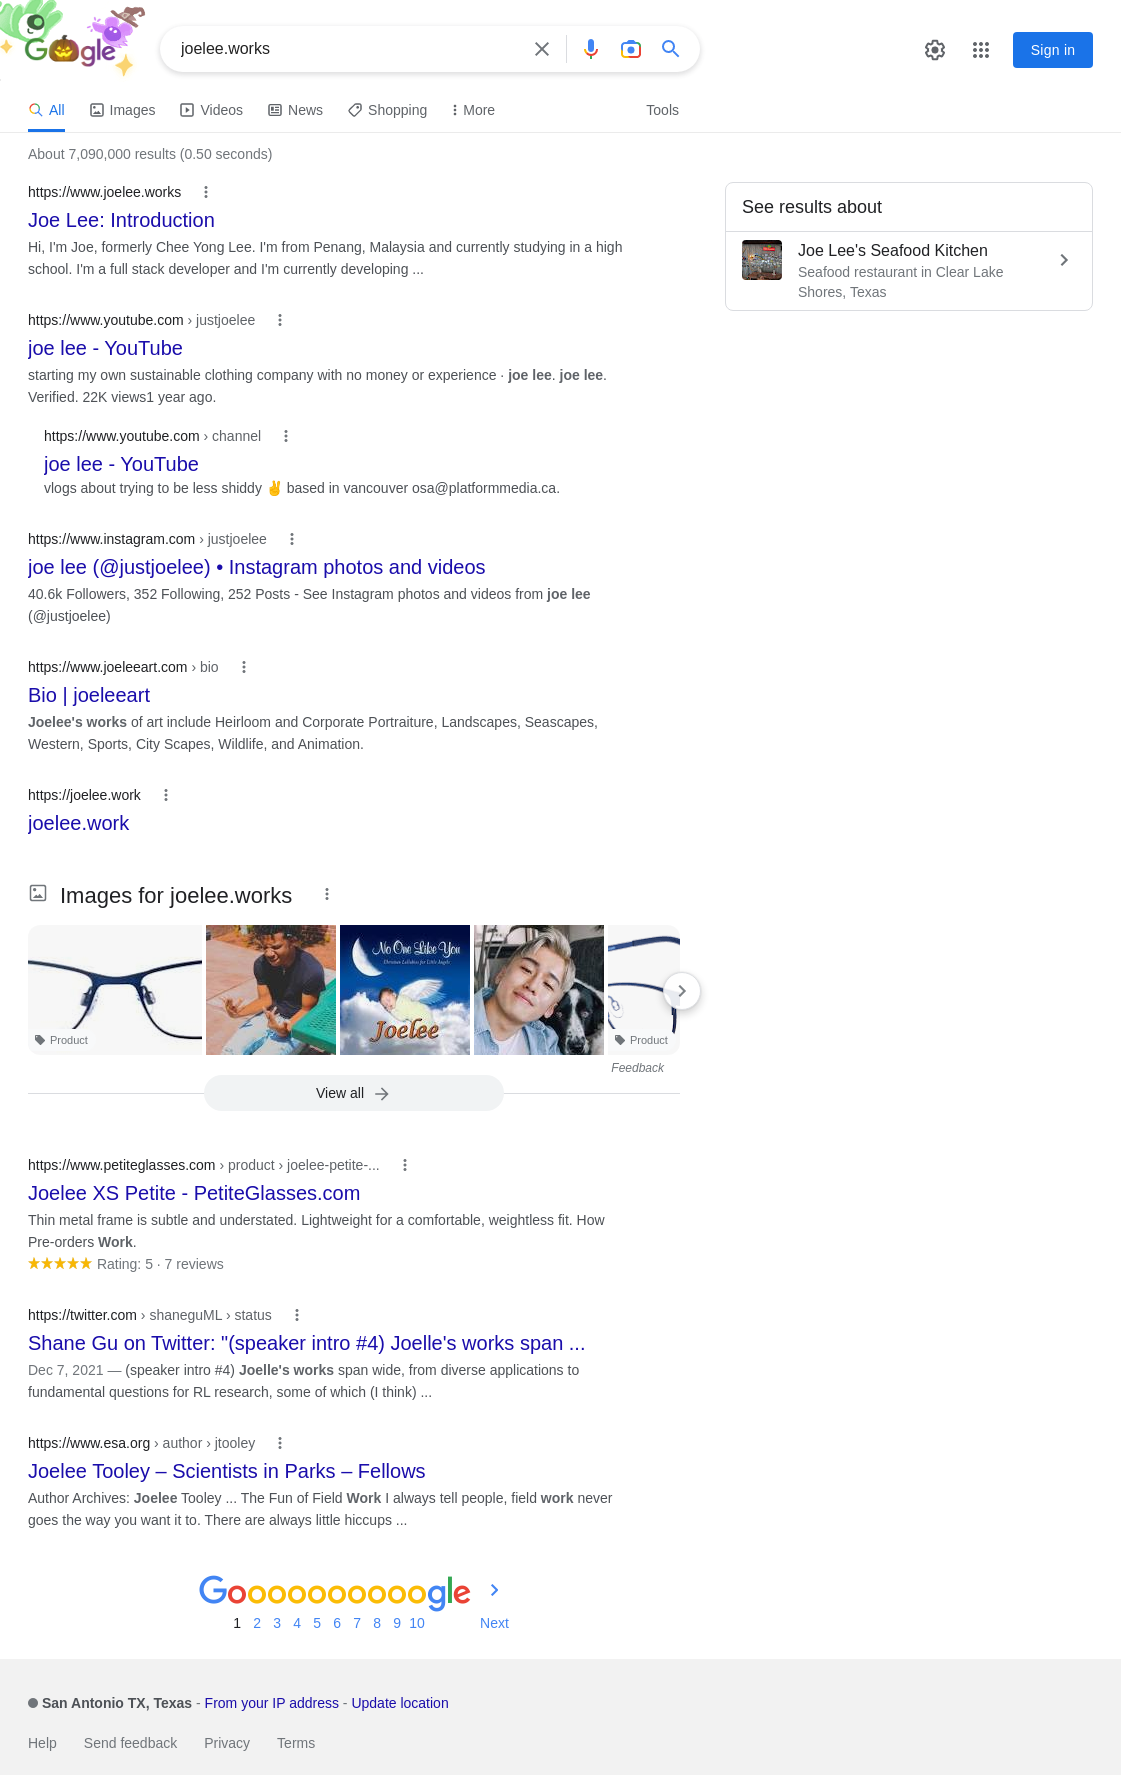 Google
joelee.works
Sign in
All
Images
Videos
News
Shopping
More
Tools
About 7,090,000 results (0.50 seconds)
https://www.joelee.works
Joe Lee: Introduction
Hi, I'm Joe, formerly Chee Yong Lee. I'm from Penang, Malaysia and currently studying in a high
school. I'm a full stack developer and I'm currently developing ...
See results about
Joe Lee's Seafood Kitchen
Seafood restaurant in Clear Lake
Shores, Texas
https://www.youtube.com › justjoelee
joe lee - YouTube
starting my own sustainable clothing company with no money or experience · joe lee. joe lee.
Verified. 22K views1 year ago.
https://www.youtube.com › channel
joe lee - YouTube
vlogs about trying to be less shiddy ✌ based in vancouver osa@platformmedia.ca.
https://www.instagram.com › justjoelee
joe lee (@justjoelee) • Instagram photos and videos
40.6k Followers, 352 Following, 252 Posts - See Instagram photos and videos from joe lee
(@justjoelee)
https://www.joeleeart.com › bio
Bio | joeleeart
Joelee's works of art include Heirloom and Corporate Portraiture, Landscapes, Seascapes,
Western, Sports, City Scapes, Wildlife, and Animation.
https://joelee.work
joelee.work
Images for joelee.works
No One Like You
Christian Lullabies for Little Angels
Joelee
Product
Product
Feedback
View all
https://www.petiteglasses.com › product › joelee-petite-...
Joelee XS Petite - PetiteGlasses.com
Thin metal frame is subtle and understated. Lightweight for a comfortable, weightless fit. How
Pre-orders Work.
Rating: 5 · 7 reviews
https://twitter.com › shaneguML › status
Shane Gu on Twitter: "(speaker intro #4) Joelle's works span ...
Dec 7, 2021 — (speaker intro #4) Joelle's works span wide, from diverse applications to
fundamental questions for RL research, some of which (I think) ...
https://www.esa.org › author › jtooley
Joelee Tooley – Scientists in Parks – Fellows
Author Archives: Joelee Tooley ... The Fun of Field Work I always tell people, field work never
goes the way you want it to. There are always little hiccups ...
Goooooooooogle
1 2 3 4 5 6 7 8 9 10 Next
San Antonio TX, Texas - From your IP address - Update location
Help
Send feedback
Privacy
Terms